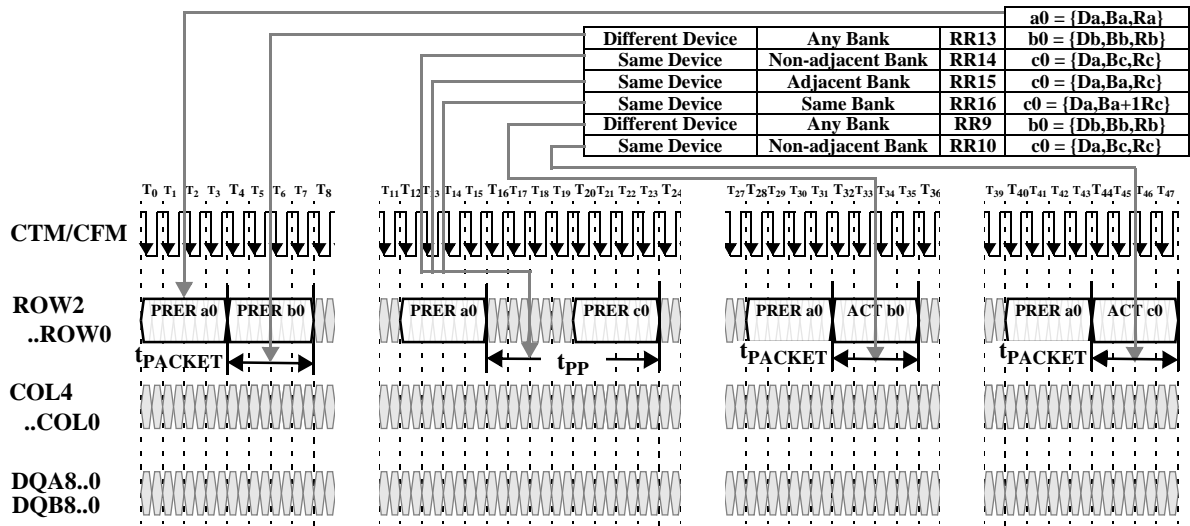 a0 = {Da,Ba,Ra}
Different Device Any Bank RR13 b0 = {Db,Bb,Rb}
Same Device Non-adjacent Bank RR14 c0 = {Da,Bc,Rc}
Same Device Adjacent Bank RR15 c0 = {Da,Ba,Rc}
Same Device Same Bank RR16 c0 = {Da,Ba+1Rc}
Different Device Any Bank RR9 b0 = {Db,Bb,Rb}
Same Device Non-adjacent Bank RR10 c0 = {Da,Bc,Rc}
T0 T1 T2 T3 T4 T5 T6 T7 T8 T11 T12 T13 T14 T15 T16 T17 T18 T19 T20 T21 T22 T23 T24 T27 T28 T29 T30 T31 T32 T33 T34 T35 T36 T39 T40 T41 T42 T43 T44 T45 T46 T47
CTM/CFM
ROW2
..ROW0
PRER a0 PRER b0 PRER a0 PRER c0 PRER a0 ACT b0 PRER a0 ACT c0
tPACKET tPP tPACKET tPACKET
COL4
..COL0
DQA8..0
DQB8..0